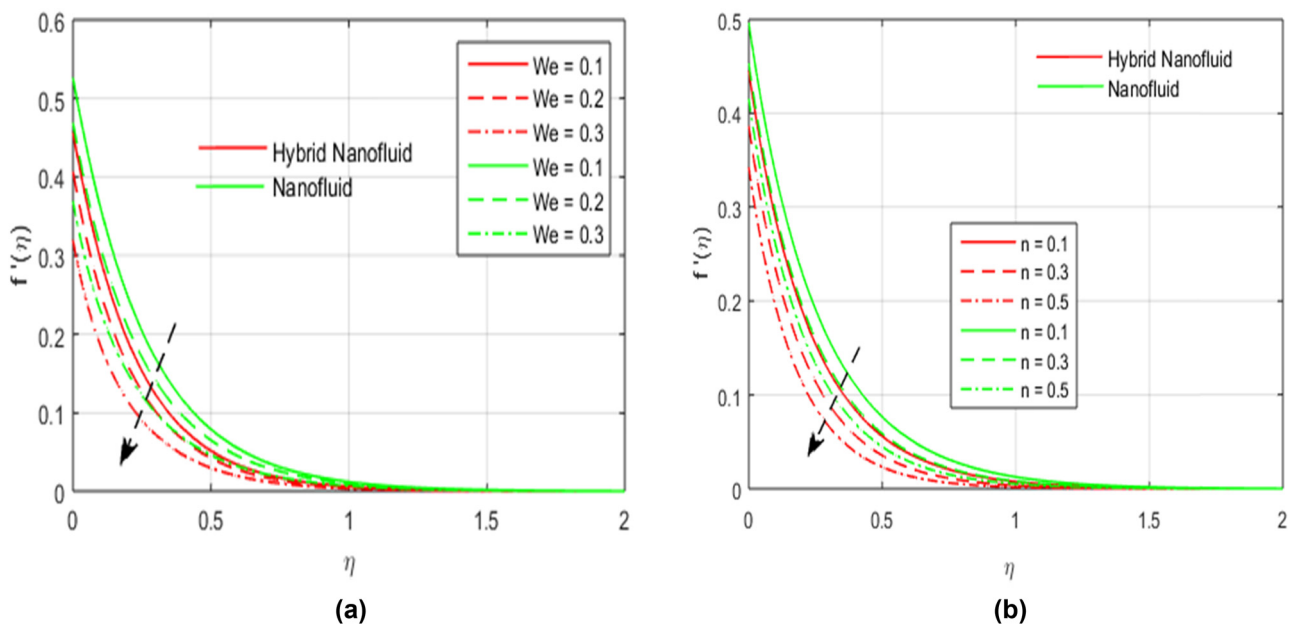 0.6
0.5
0.4
0.3
0.2
0.1
0
f '(η)
0
0.5
1
1.5
2
η
Hybrid Nanofluid
Nanofluid
We = 0.1
We = 0.2
We = 0.3
We = 0.1
We = 0.2
We = 0.3
(a)
0.5
0.4
0.3
0.2
0.1
0
f '(η)
0
0.5
1
1.5
2
η
Hybrid Nanofluid
Nanofluid
n = 0.1
n = 0.3
n = 0.5
n = 0.1
n = 0.3
n = 0.5
(b)